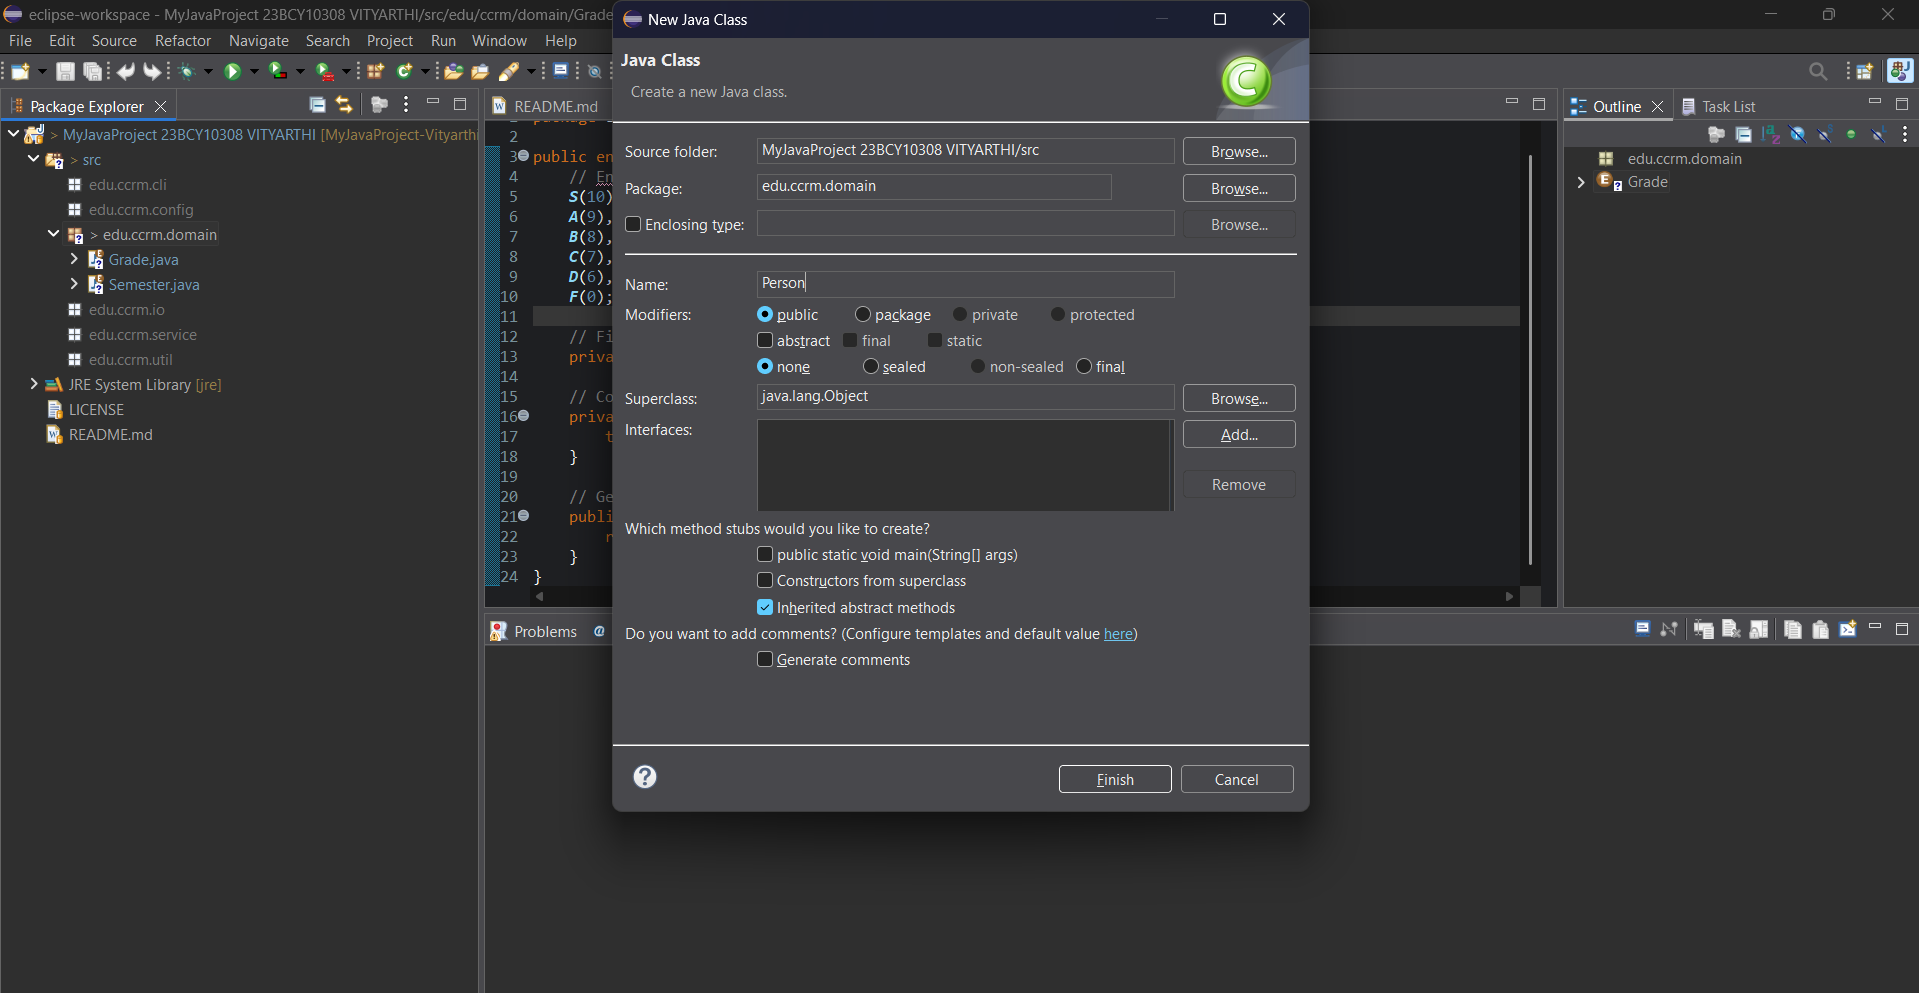 eclipse-workspace - MyJavaProject 23BCY10308 VITYARTHI/src/edu/ccrm/domain/Grade
File Edit Source Refactor Navigate Search Project Run Window Help
Package Explorer
> MyJavaProject 23BCY10308 VITYARTHI [MyJavaProject-Vityarthi
> src
edu.ccrm.cli
edu.ccrm.config
> edu.ccrm.domain
Grade.java
Semester.java
edu.ccrm.io
edu.ccrm.service
edu.ccrm.util
JRE System Library [jre]
LICENSE
README.md
README.md
2
3 public en
4 // En
5 S(10)
6 A(9),
7 B(8),
8 C(7),
9 D(6),
10 F(0);
11
12 // Fi
13 priva
14
15 // Co
16 priva
17 t
18 }
19
20 // Ge
21 publi
22 r
23 }
24 }
Problems @
New Java Class
Java Class
Create a new Java class.
Source folder: MyJavaProject 23BCY10308 VITYARTHI/src Browse...
Package: edu.ccrm.domain Browse...
Enclosing type: Browse...
Name: Person
Modifiers: public package private protected
abstract final static
none sealed non-sealed final
Superclass: java.lang.Object Browse...
Interfaces: Add...
Remove
Which method stubs would you like to create?
public static void main(String[] args)
Constructors from superclass
Inherited abstract methods
Do you want to add comments? (Configure templates and default value here)
Generate comments
? Finish Cancel
Outline Task List
edu.ccrm.domain
Grade